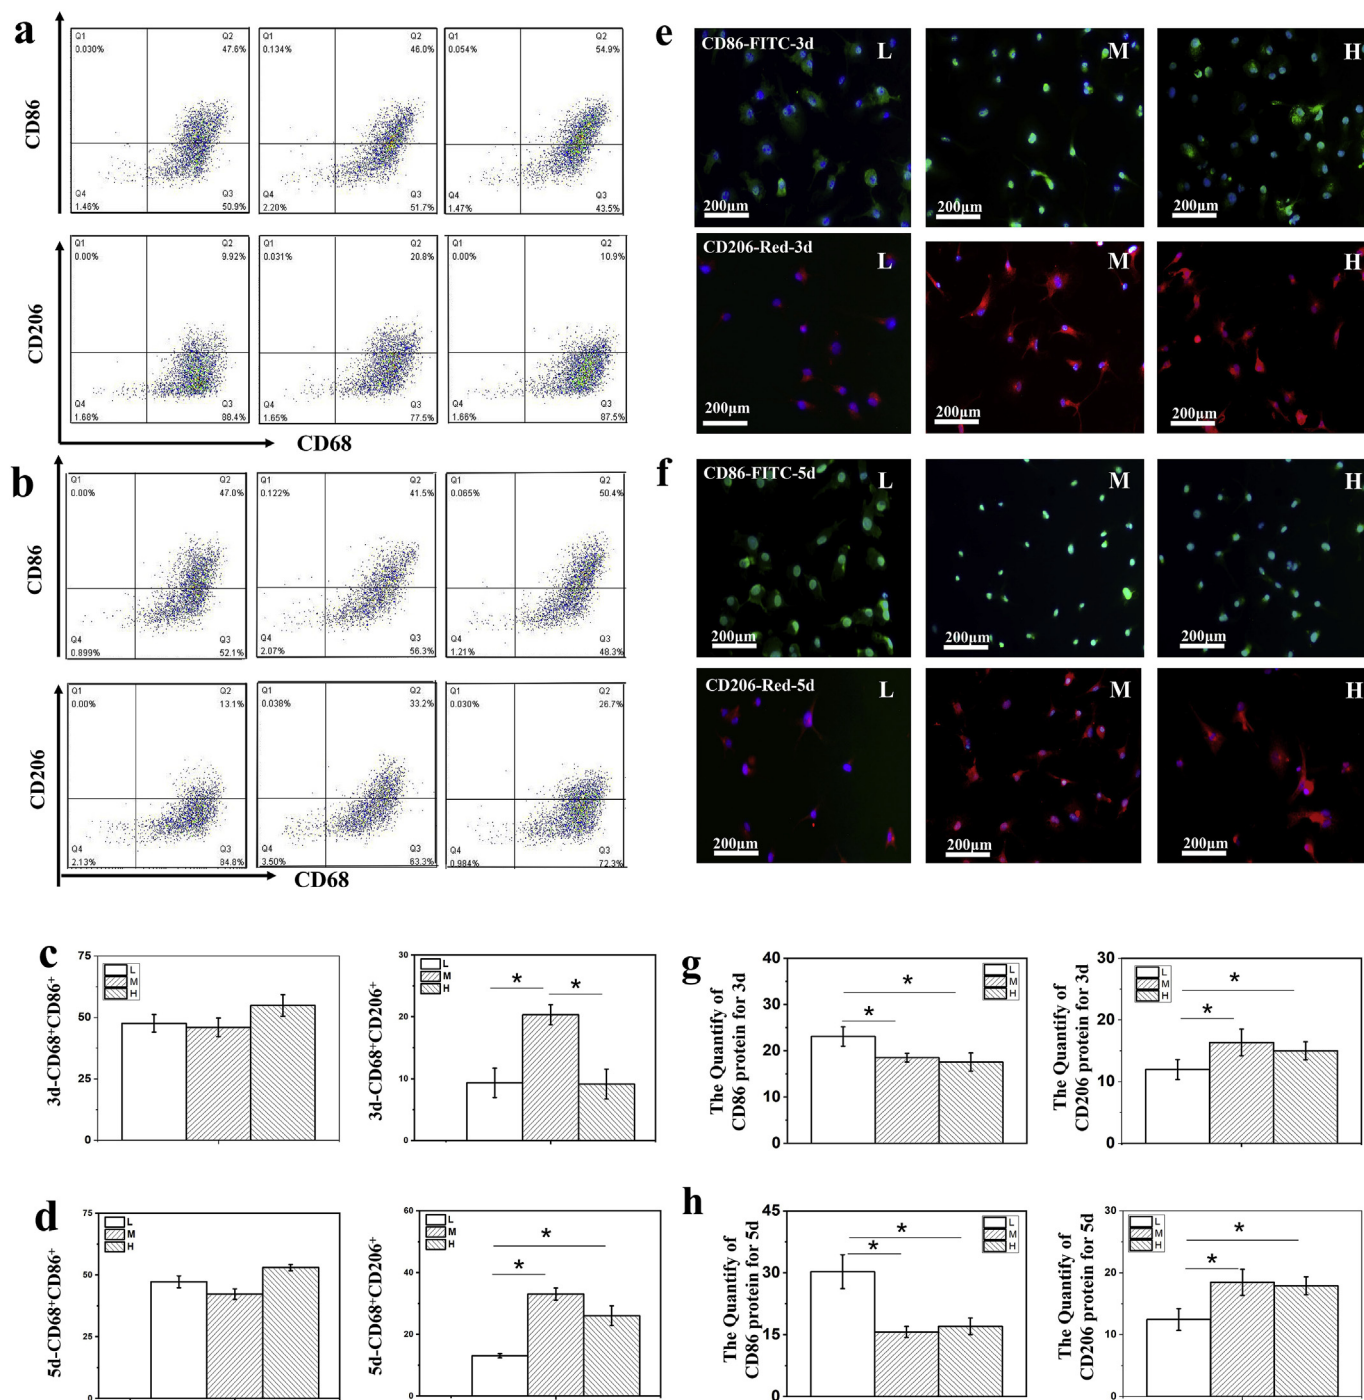 a
Q1
0.030%
Q2
47.6%
Q4
1.46%
Q3
50.9%
Q1
0.134%
Q2
46.0%
Q4
2.20%
Q3
51.7%
Q1
0.054%
Q2
54.9%
Q4
1.47%
Q3
43.5%
CD86
Q1
0.00%
Q2
9.92%
Q4
1.68%
Q3
88.4%
Q1
0.031%
Q2
20.8%
Q4
1.65%
Q3
77.5%
Q1
0.00%
Q2
10.9%
Q4
1.66%
Q3
87.5%
CD206
CD68
b
Q1
0.00%
Q2
47.0%
Q4
0.899%
Q3
52.1%
Q1
0.122%
Q2
41.5%
Q4
2.07%
Q3
56.3%
Q1
0.065%
Q2
50.4%
Q4
1.21%
Q3
48.3%
CD86
Q1
0.00%
Q2
13.1%
Q4
2.13%
Q3
84.8%
Q1
0.038%
Q2
33.2%
Q4
3.50%
Q3
63.3%
Q1
0.030%
Q2
26.7%
Q4
0.984%
Q3
72.3%
CD206
CD68
e
CD86-FITC-3d
L
200μm
M
200μm
H
200μm
CD206-Red-3d
L
200μm
M
200μm
H
200μm
f
CD86-FITC-5d
L
200μm
M
200μm
H
200μm
CD206-Red-5d
L
200μm
M
200μm
H
200μm
c
3d-CD68⁺CD86⁺
75
50
25
0
L
M
H
3d-CD68⁺CD206⁺
30
20
10
0
L
M
H
*
*
d
5d-CD68⁺CD86⁺
75
50
25
0
L
M
H
5d-CD68⁺CD206⁺
60
40
20
0
L
M
H
*
*
g
The Quantify of
CD86 protein for 3d
40
30
20
10
0
L
M
H
*
*
The Quantify of
CD206 protein for 3d
30
20
10
0
L
M
H
*
*
h
The Quantify of
CD86 protein for 5d
45
30
15
0
L
M
H
*
*
The Quantify of
CD206 protein for 5d
30
20
10
0
L
M
H
*
*